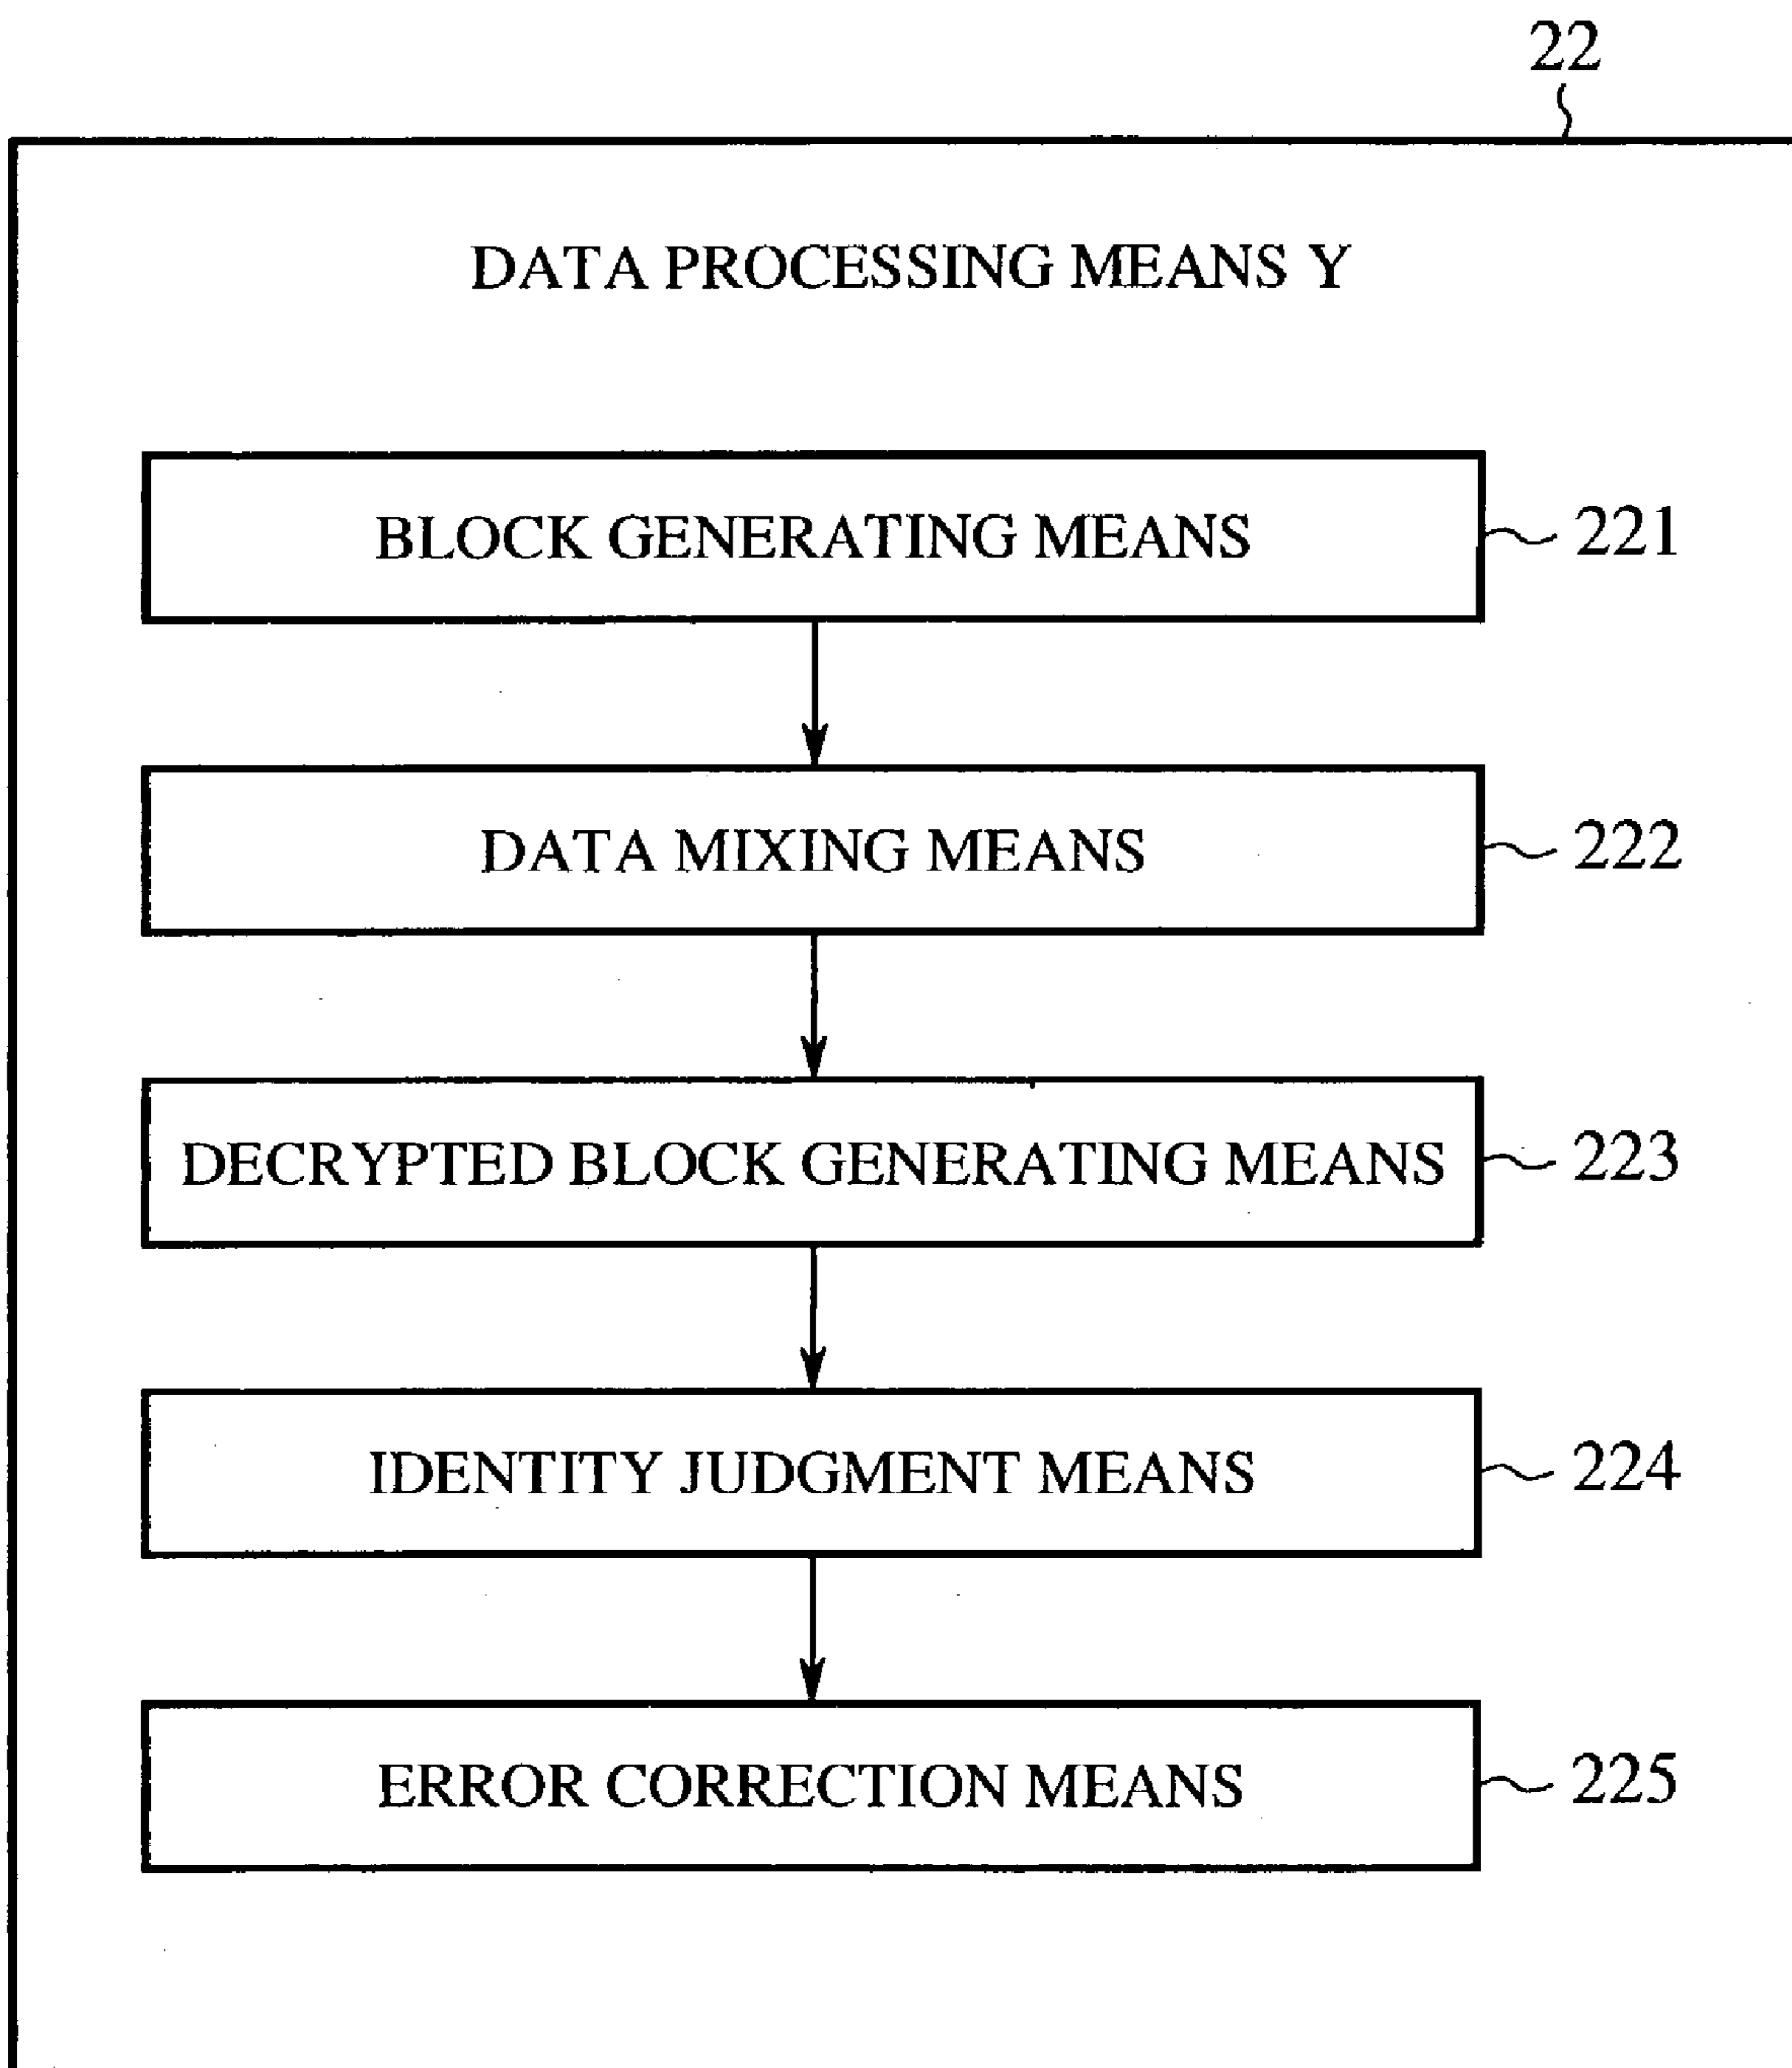 22
DATA PROCESSING MEANS Y
BLOCK GENERATING MEANS 221
DATA MIXING MEANS 222
DECRYPTED BLOCK GENERATING MEANS 223
IDENTITY JUDGMENT MEANS 224
ERROR CORRECTION MEANS 225